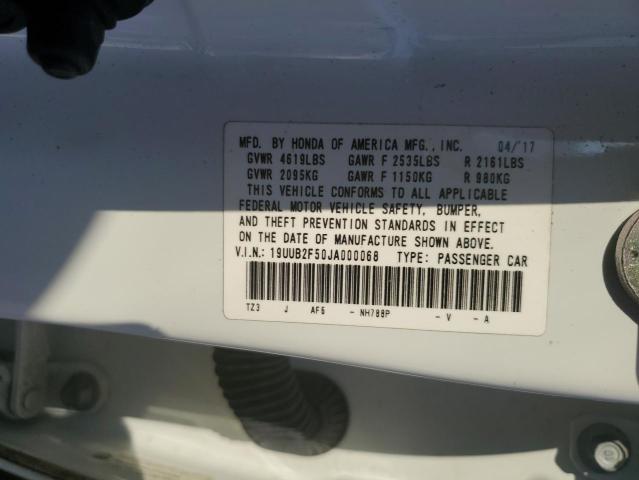 MFD. BY HONDA OF AMERICA MFG., INC. 04/'17
GVWR 4619LBS GAWR F 2535LBS R 2161LBS
GVWR 2095KG GAWR F 1150KG R 980KG
THIS VEHICLE CONFORMS TO ALL APPLICABLE
FEDERAL MOTOR VEHICLE SAFETY, BUMPER,
AND THEFT PREVENTION STANDARDS IN EFFECT
ON THE DATE OF MANUFACTURE SHOWN ABOVE.
V.I.N.: 19UUB2F50JA000068 TYPE: PASSENGER CAR
TZ3 J AF5 - NH788P - V - A